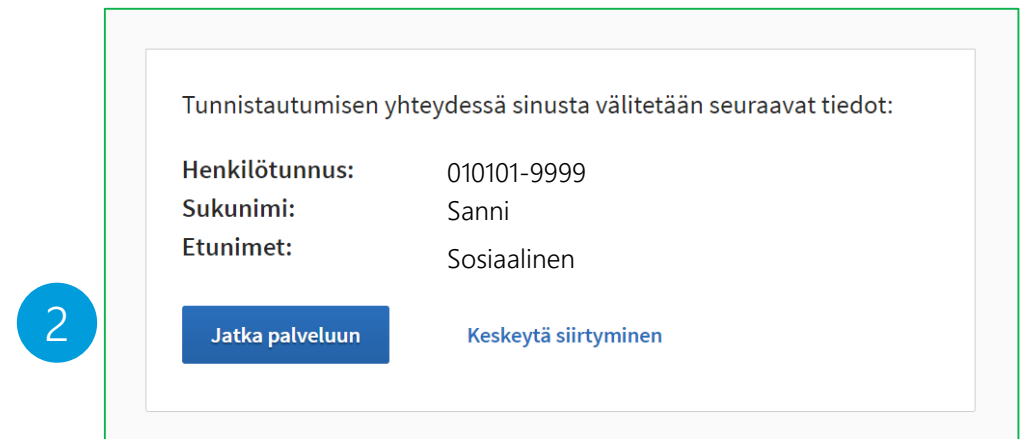 Tunnistautumisen yhteydessä sinusta välitetään seuraavat tiedot:
Henkilötunnus: 010101-9999
Sukunimi: Sanni
Etunimet: Sosiaalinen
2
Jatka palveluun Keskeytä siirtyminen